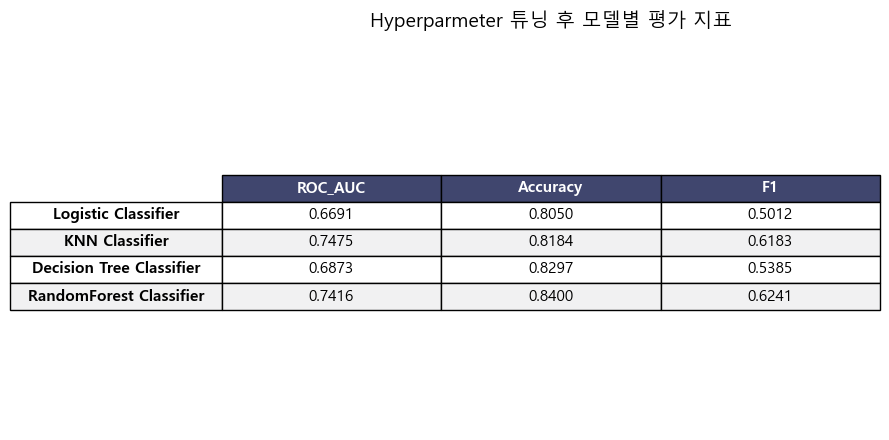 Hyperparmeter 튜닝 후 모델별 평가 지표
ROC_AUC Accuracy F1
Logistic Classifier 0.6691 0.8050 0.5012
KNN Classifier 0.7475 0.8184 0.6183
Decision Tree Classifier 0.6873 0.8297 0.5385
RandomForest Classifier 0.7416 0.8400 0.6241